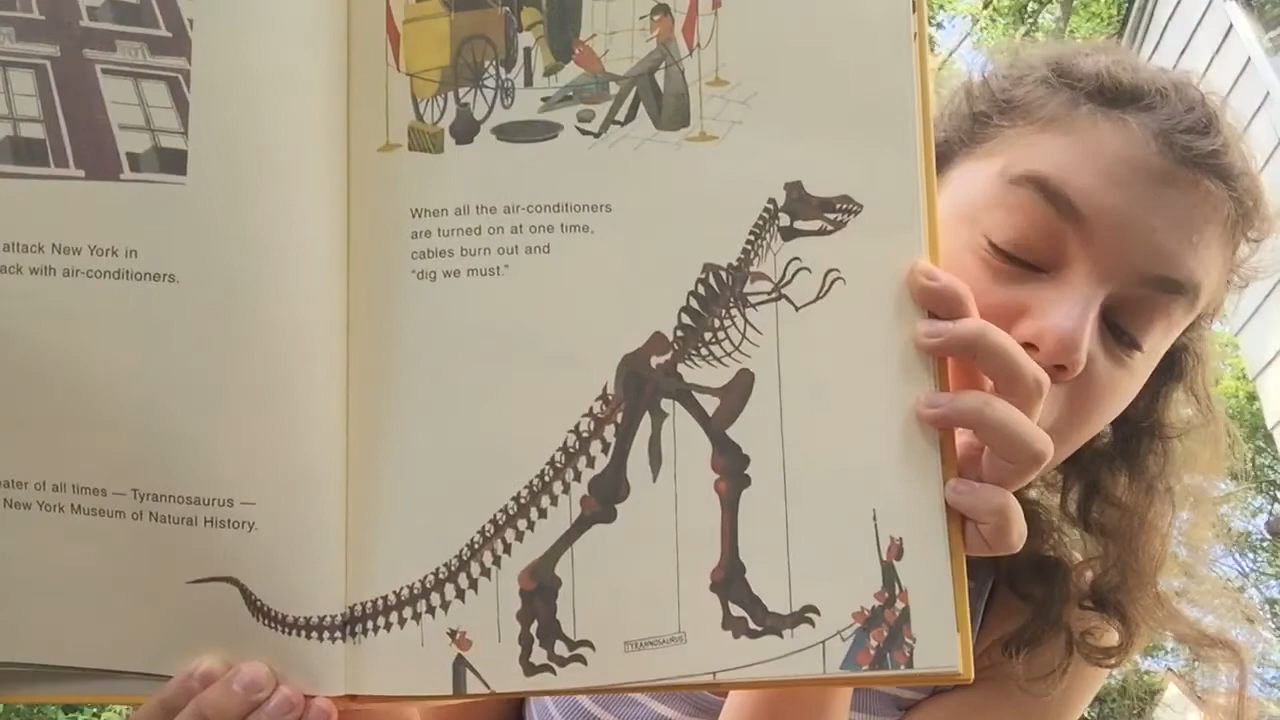 attack New York in
ack with air-conditioners.
eater of all times — Tyrannosaurus —
New York Museum of Natural History.
When all the air-conditioners
are turned on at one time,
cables burn out and
“dig we must.”
TYRANNOSAURUS